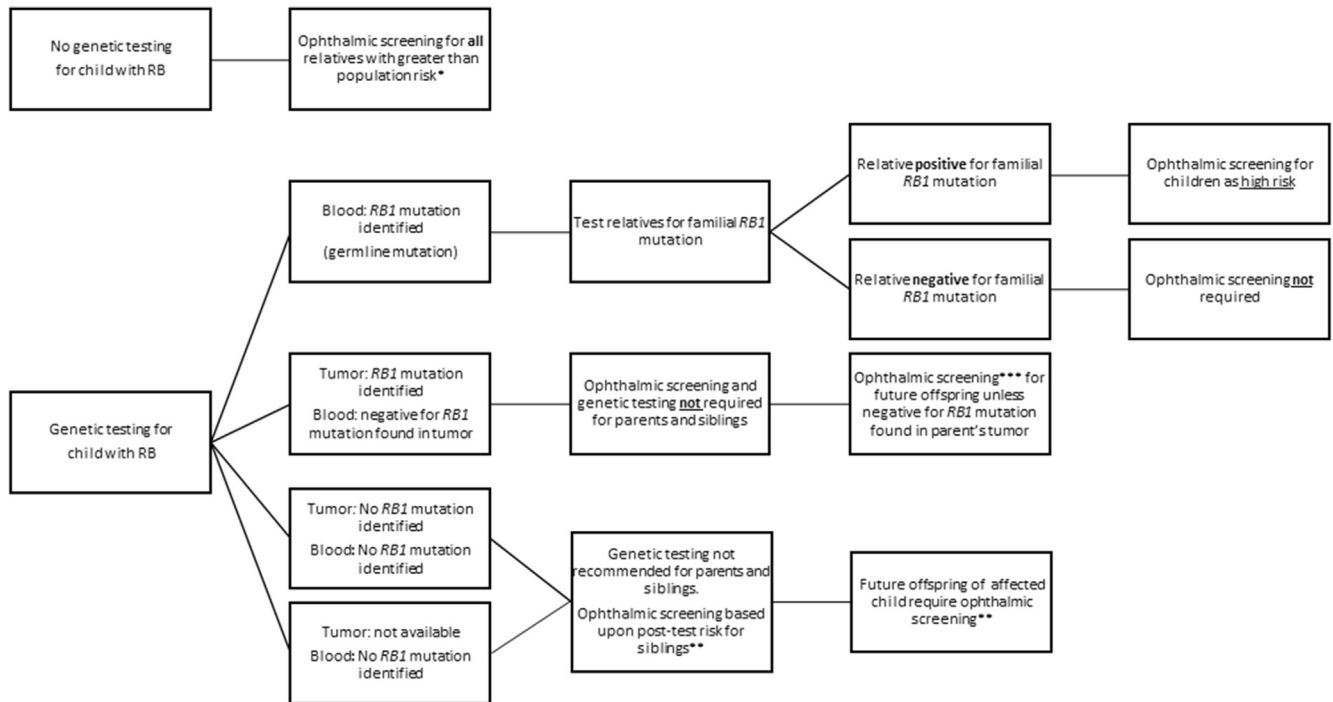 No genetic testing
for child with RB
Ophthalmic screening for all
relatives with greater than
population risk*
Relative positive for familial
RB1 mutation
Ophthalmic screening for
children as high risk
Blood: RB1 mutation
identified
(germline mutation)
Test relatives for familial RB1
mutation
Relative negative for familial
RB1 mutation
Ophthalmic screening not
required
Genetic testing for
child with RB
Tumor: RB1 mutation
identified
Blood: negative for RB1
mutation found in tumor
Ophthalmic screening and
genetic testing not required
for parents and siblings
Ophthalmic screening*** for
future offspring unless
negative for RB1 mutation
found in parent's tumor
Tumor: No RB1 mutation
identified
Blood: No RB1 mutation
identified
Tumor: not available
Blood: No RB1 mutation
identified
Genetic testing not
recommended for parents and
siblings.
Ophthalmic screening based
upon post-test risk for
siblings**
Future offspring of affected
child require ophthalmic
screening**